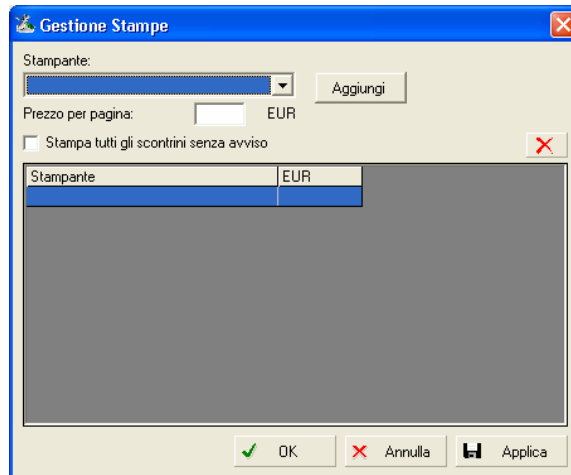 Gestione Stampe
Stampante:
Aggiungi
Prezzo per pagina: EUR
Stampa tutti gli scontrini senza avviso
Stampante EUR
OK Annulla Applica